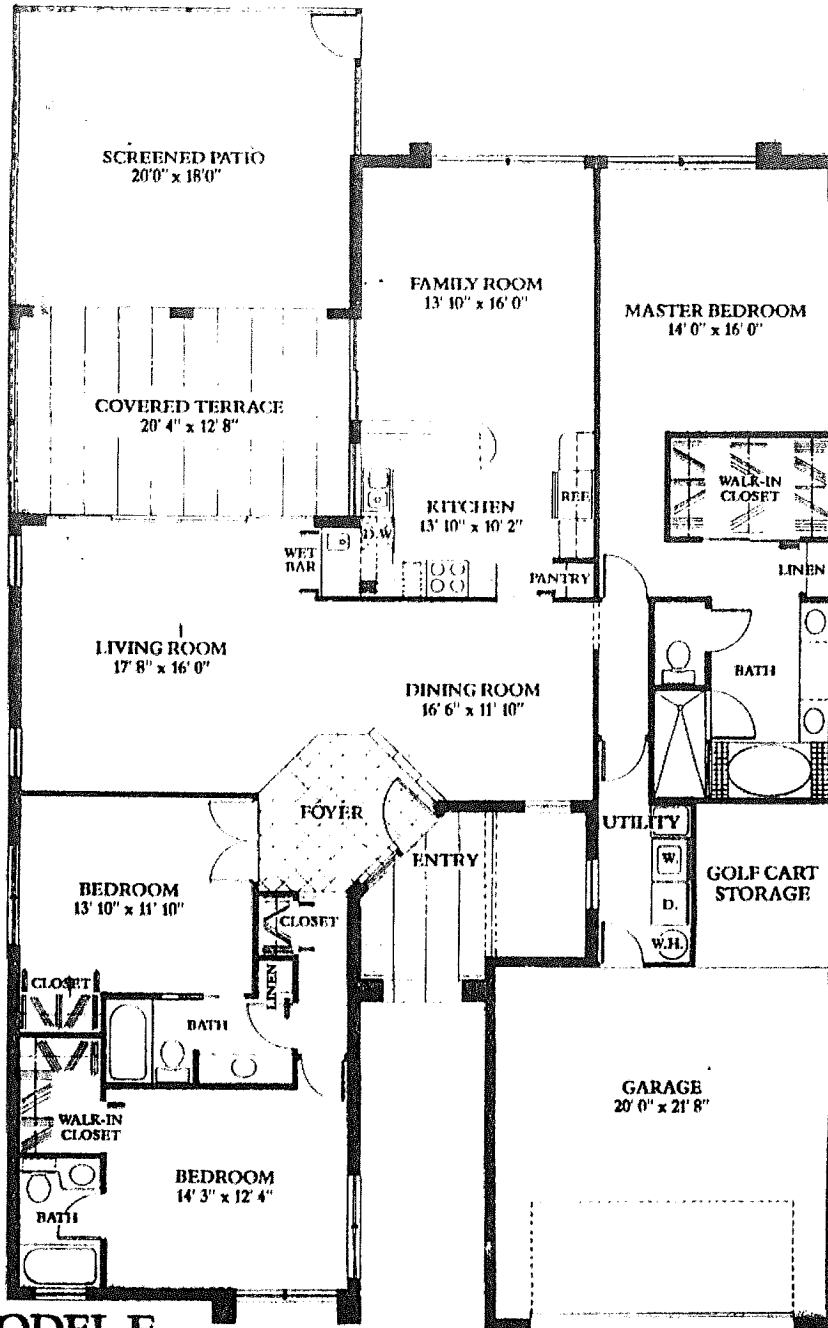 SCREENED PATIO
20'0" x 18'0"
FAMILY ROOM
13' 10" x 16' 0"
MASTER BEDROOM
14' 0" x 16' 0"
COVERED TERRACE
20' 4" x 12' 8"
WALK-IN
CLOSET
KITCHEN
13' 10" x 10' 2"
REF.
D.W.
WET
BAR
PANTRY
LINEN
LIVING ROOM
17' 8" x 16' 0"
DINING ROOM
16' 6" x 11' 10"
BATH
FOYER
ENTRY
UTILITY
W.
D.
W.H.
GOLF CART
STORAGE
BEDROOM
13' 10" x 11' 10"
CLOSET
LINEN
CLOSET
BATH
WALK-IN
CLOSET
GARAGE
20' 0" x 21' 8"
BEDROOM
14' 3" x 12' 4"
BATH
ODEL E